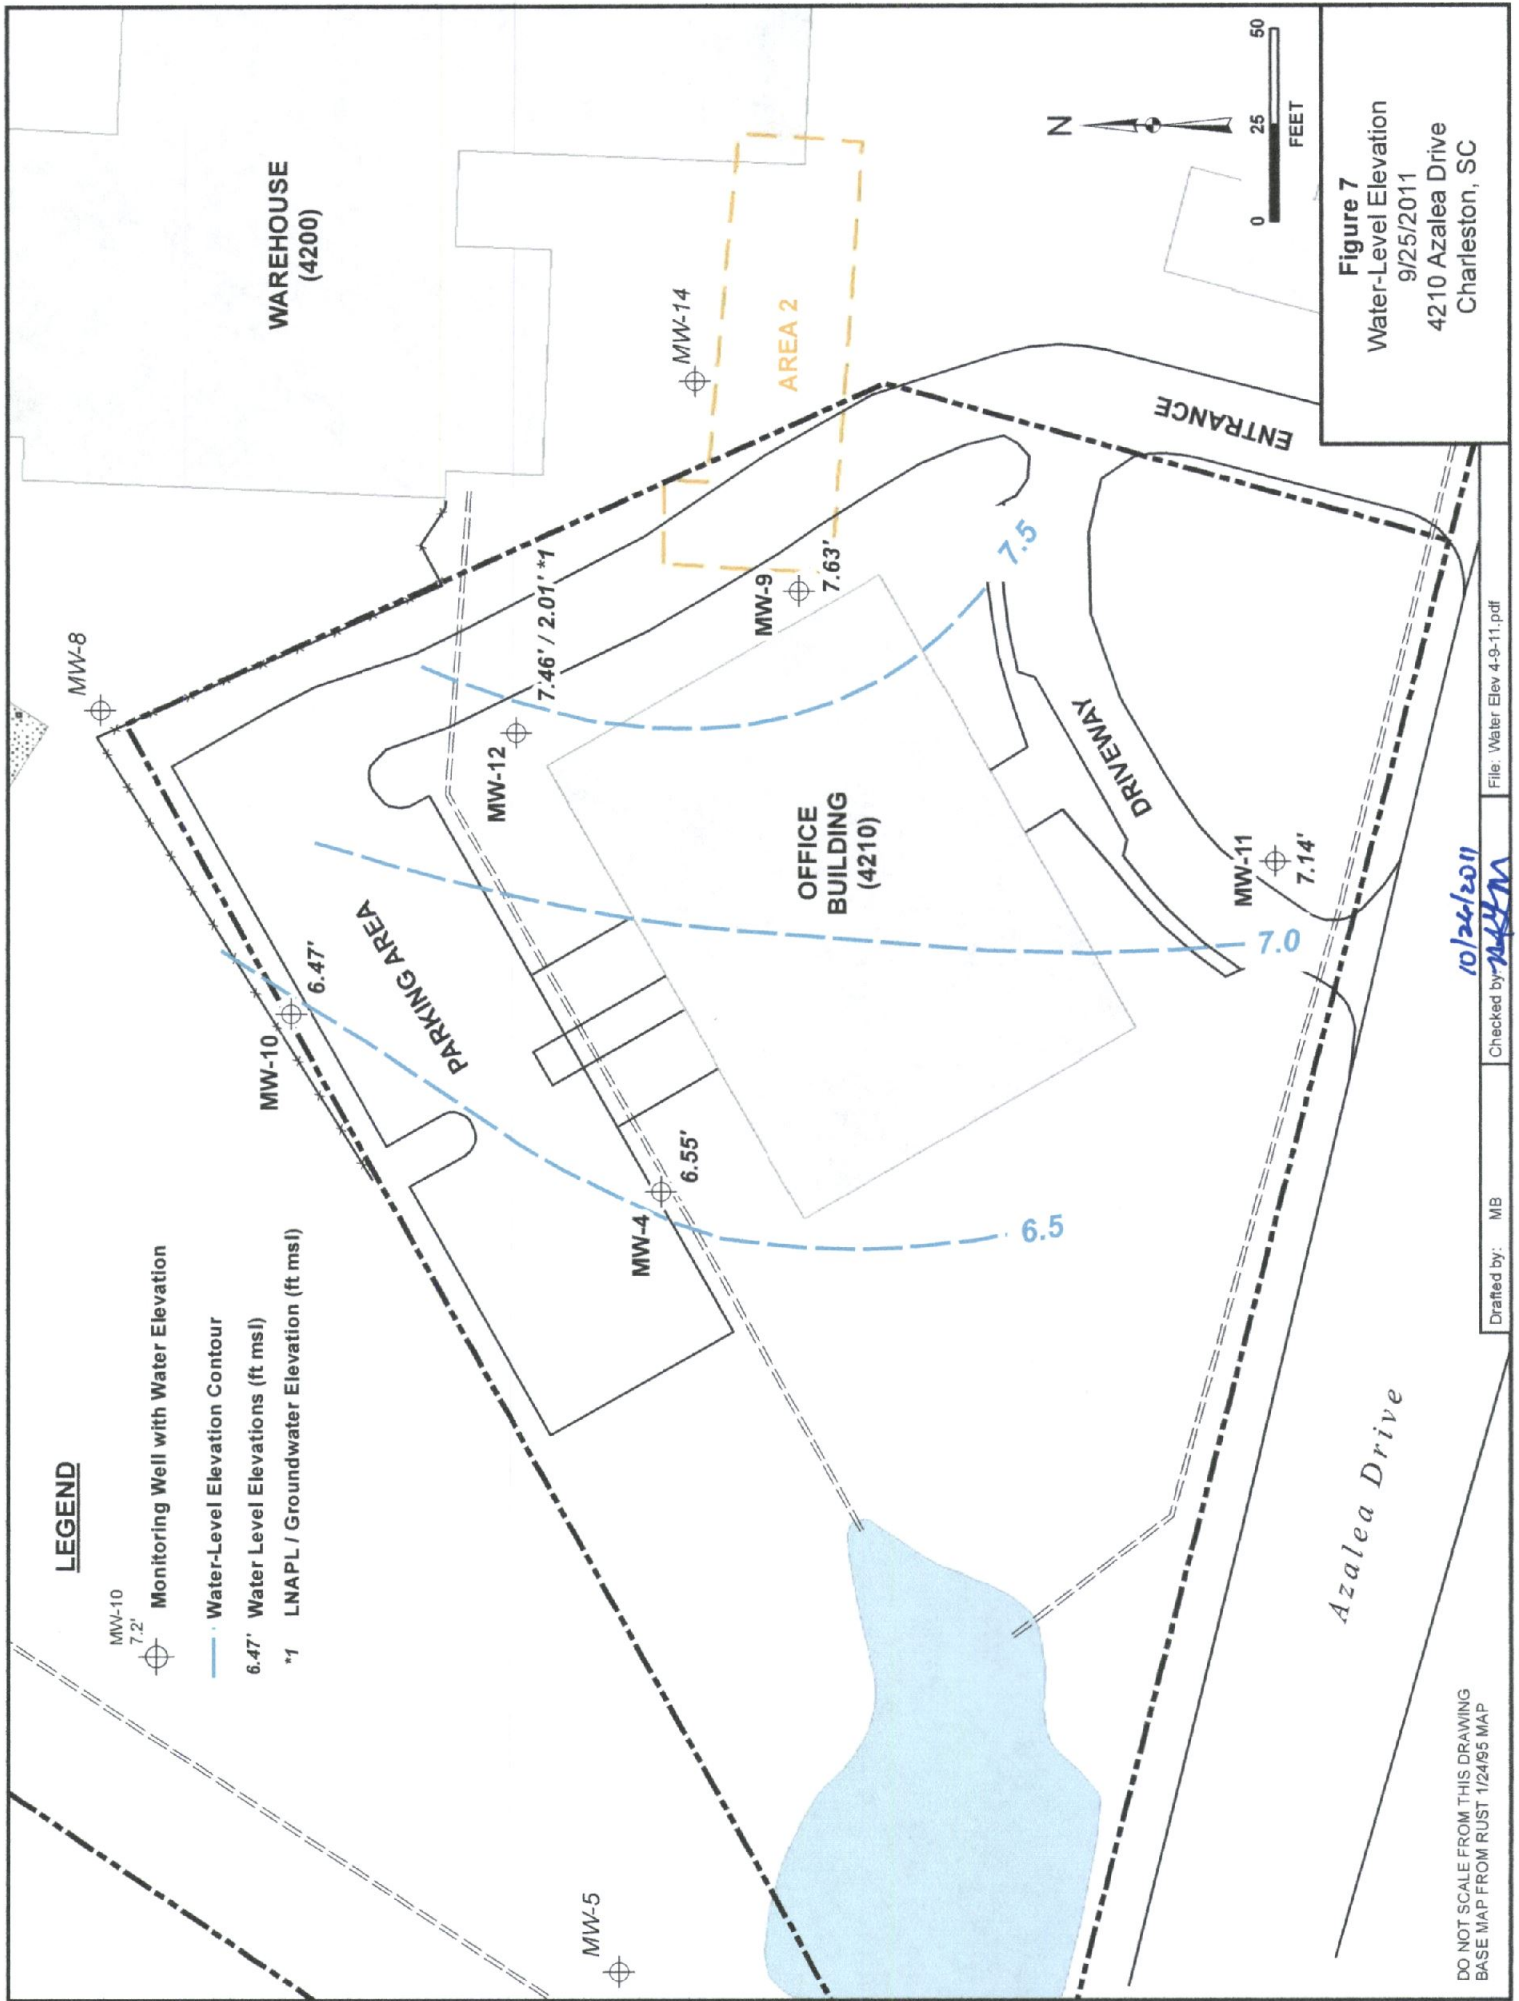 LEGEND
MW-10
7.2'
Monitoring Well with Water Elevation
Water-Level Elevation Contour
6.47' Water Level Elevations (ft msl)
*1 LNAPL / Groundwater Elevation (ft msl)
MW-8
WAREHOUSE
(4200)
MW-10
6.47'
PARKING AREA
MW-12
7.46' / 2.01' *1
MW-14
AREA 2
MW-9
7.63'
MW-4
6.55'
MW-5
OFFICE
BUILDING
(4210)
7.5
7.0
6.5
DRIVEWAY
ENTRANCE
MW-11
7.14'
Azalea Drive
N
0 25 50
FEET
Figure 7
Water-Level Elevation
9/25/2011
4210 Azalea Drive
Charleston, SC
DO NOT SCALE FROM THIS DRAWING
BASE MAP FROM RUST 1/24/95 MAP
Drafted by: MB
Checked by:
10/24/2011
File: Water Elev 4-9-11.pdf